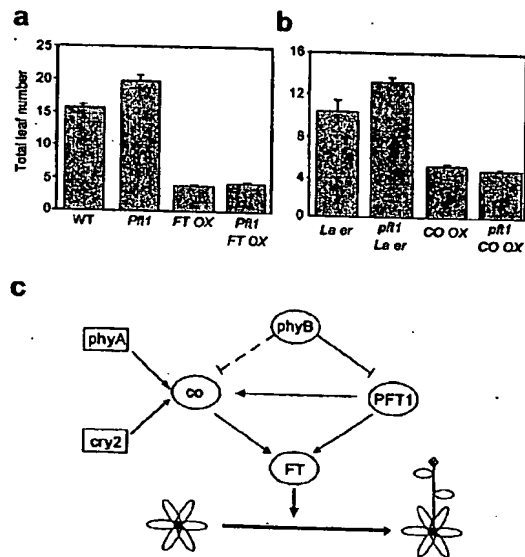 a
Total leaf number
25
20
15
10
5
0
WT
Pft1
FT OX
Pft1
FT OX
b
16
12
8
4
0
La er
pft1
La er
CO OX
pft1
CO OX
c
phyA
phyB
co
PFT1
cry2
FT